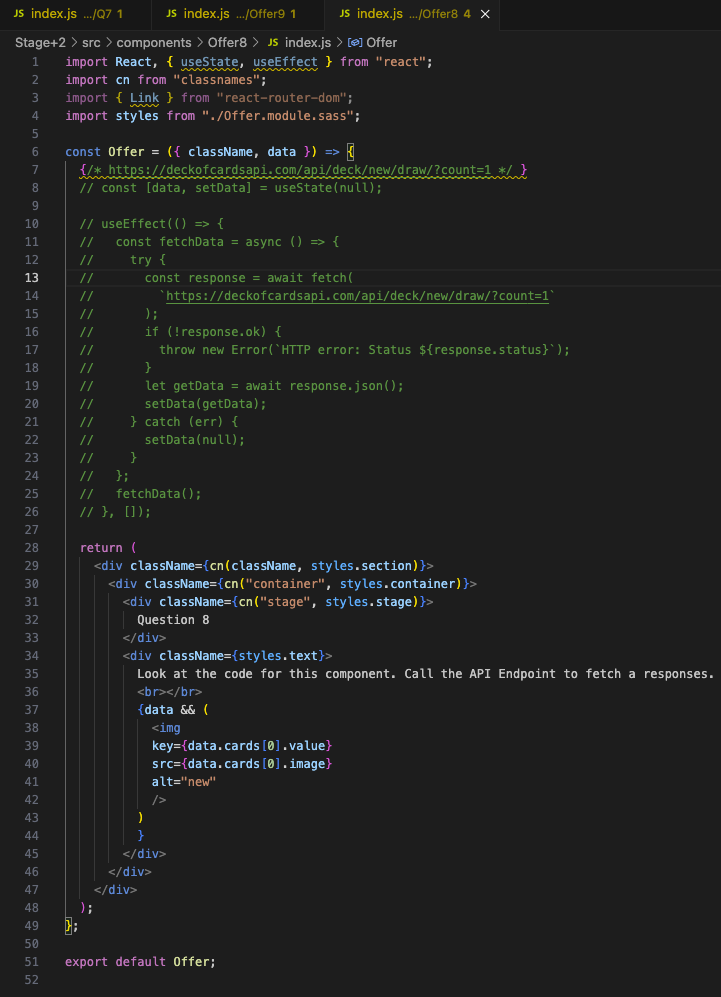 JS index.js .../Q7 1 JS index.js .../Offer9 1 JS index.js .../Offer8 4 ×
Stage+2 > src > components > Offer8 > JS index.js > Offer
1 import React, { useState, useEffect } from "react";
2 import cn from "classnames";
3 import { Link } from "react-router-dom";
4 import styles from "./Offer.module.sass";
5
6 const Offer = ({ className, data }) => {
7 {/* https://deckofcardsapi.com/api/deck/new/draw/?count=1 */ }
8 // const [data, setData] = useState(null);
9
10 // useEffect(() => {
11 //   const fetchData = async () => {
12 //     try {
13 //       const response = await fetch(
14 //         `https://deckofcardsapi.com/api/deck/new/draw/?count=1`
15 //       );
16 //       if (!response.ok) {
17 //         throw new Error(`HTTP error: Status ${response.status}`);
18 //       }
19 //       let getData = await response.json();
20 //       setData(getData);
21 //     } catch (err) {
22 //       setData(null);
23 //     }
24 //   };
25 //   fetchData();
26 // }, []);
27
28 return (
29 <div className={cn(className, styles.section)}>
30 <div className={cn("container", styles.container)}>
31 <div className={cn("stage", styles.stage)}>
32 Question 8
33 </div>
34 <div className={styles.text}>
35 Look at the code for this component. Call the API Endpoint to fetch a responses.
36 <br></br>
37 {data && (
38 <img
39 key={data.cards[0].value}
40 src={data.cards[0].image}
41 alt="new"
42 />
43 )
44 }
45 </div>
46 </div>
47 </div>
48 );
49 };
50
51 export default Offer;
52